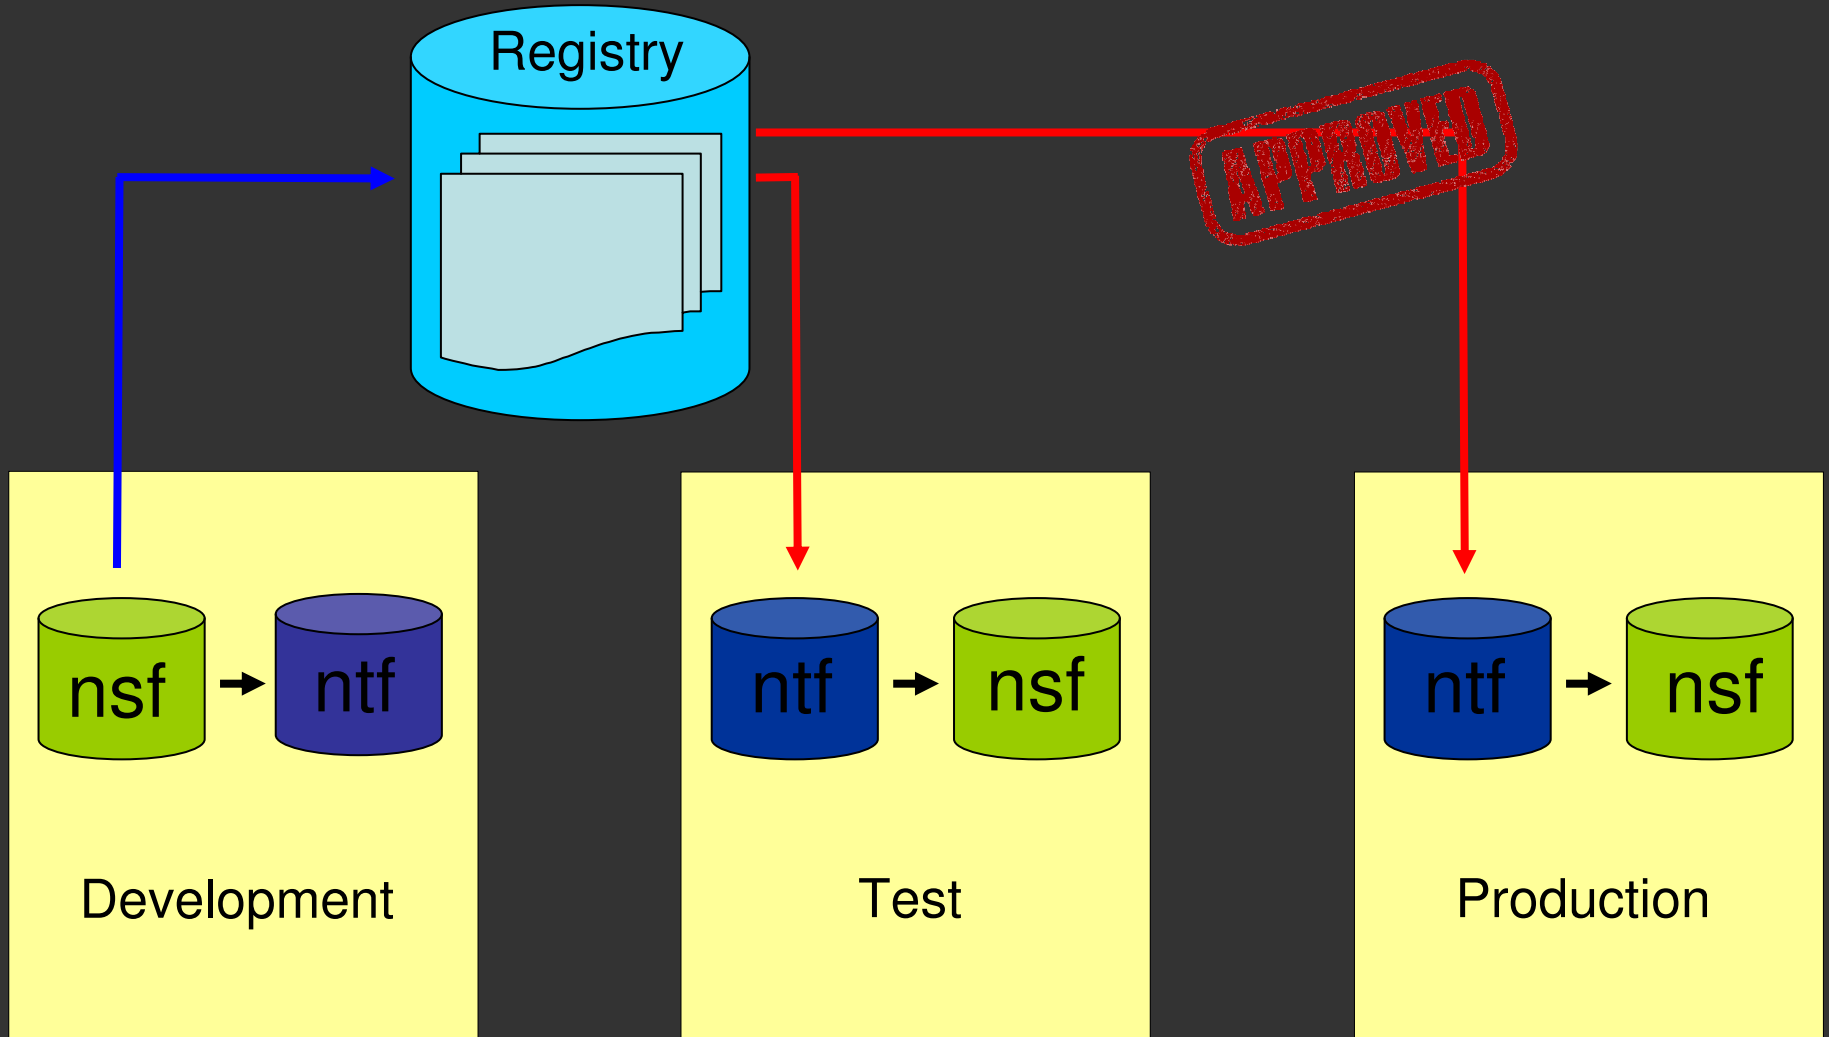 Registry
APPROVED
nsf
ntf
ntf
nsf
ntf
nsf
Development
Test
Production